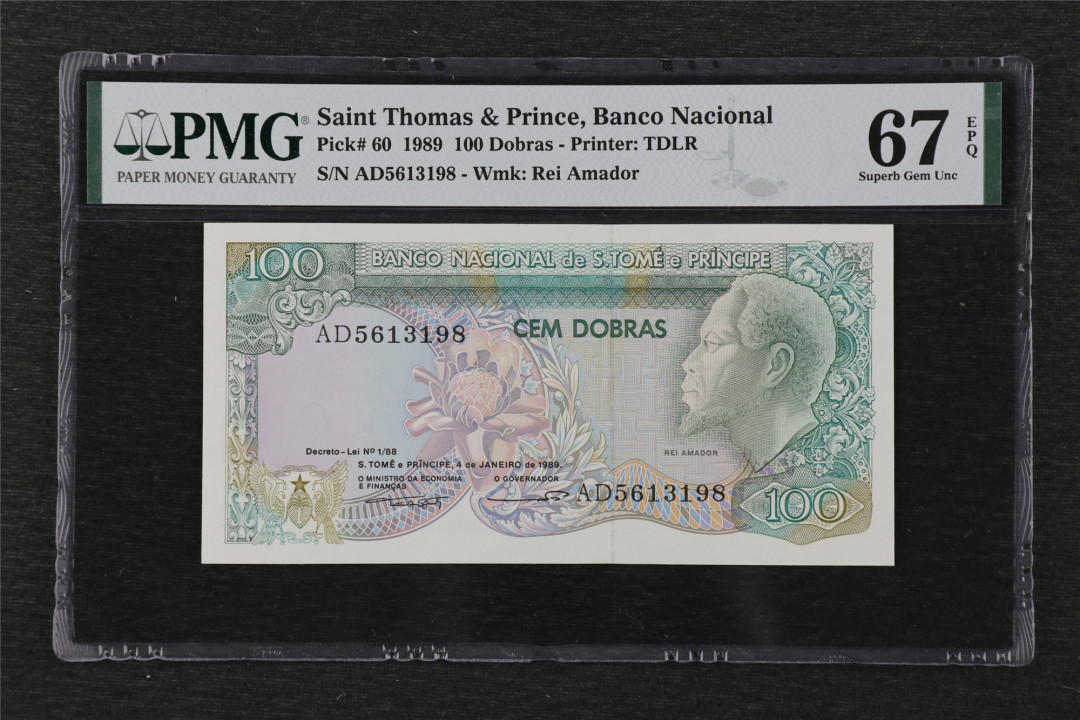 PMG®
PAPER MONEY GUARANTY
Saint Thomas & Prince, Banco Nacional
Pick# 60 1989 100 Dobras - Printer: TDLR
S/N AD5613198 - Wmk: Rei Amador
67
EPQ
Superb Gem Unc
100
BANCO NACIONAL de S.TOMÉ e PRÍNCIPE
AD5613198
CEM DOBRAS
REI AMADOR
Decreto-Lei Nº 1/88
S. TOMÉ e PRÍNCIPE, 4 de JANEIRO de 1989.
O MINISTRO DA ECONOMIA
E FINANÇAS
O GOVERNADOR
AD5613198
100